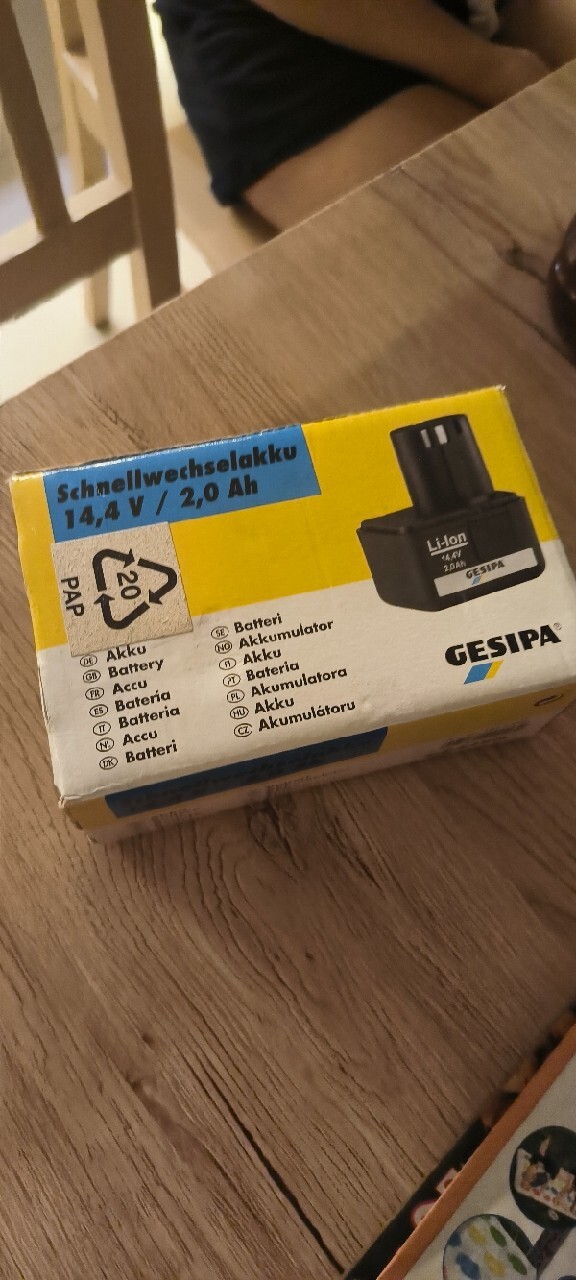 Schnellwechselakku
14,4 V / 2,0 Ah
Li-Ion
14,4V
2,0Ah
GESIPA
20
PAP
DE Akku
GB Battery
FR Accu
ES Bateria
IT Batteria
NL Accu
DK Batteri
SE Batteri
NO Akkumulator
FI Akku
PT Bateria
PL Akumulatora
HU Akku
CZ Akumulátoru
GESIPA®